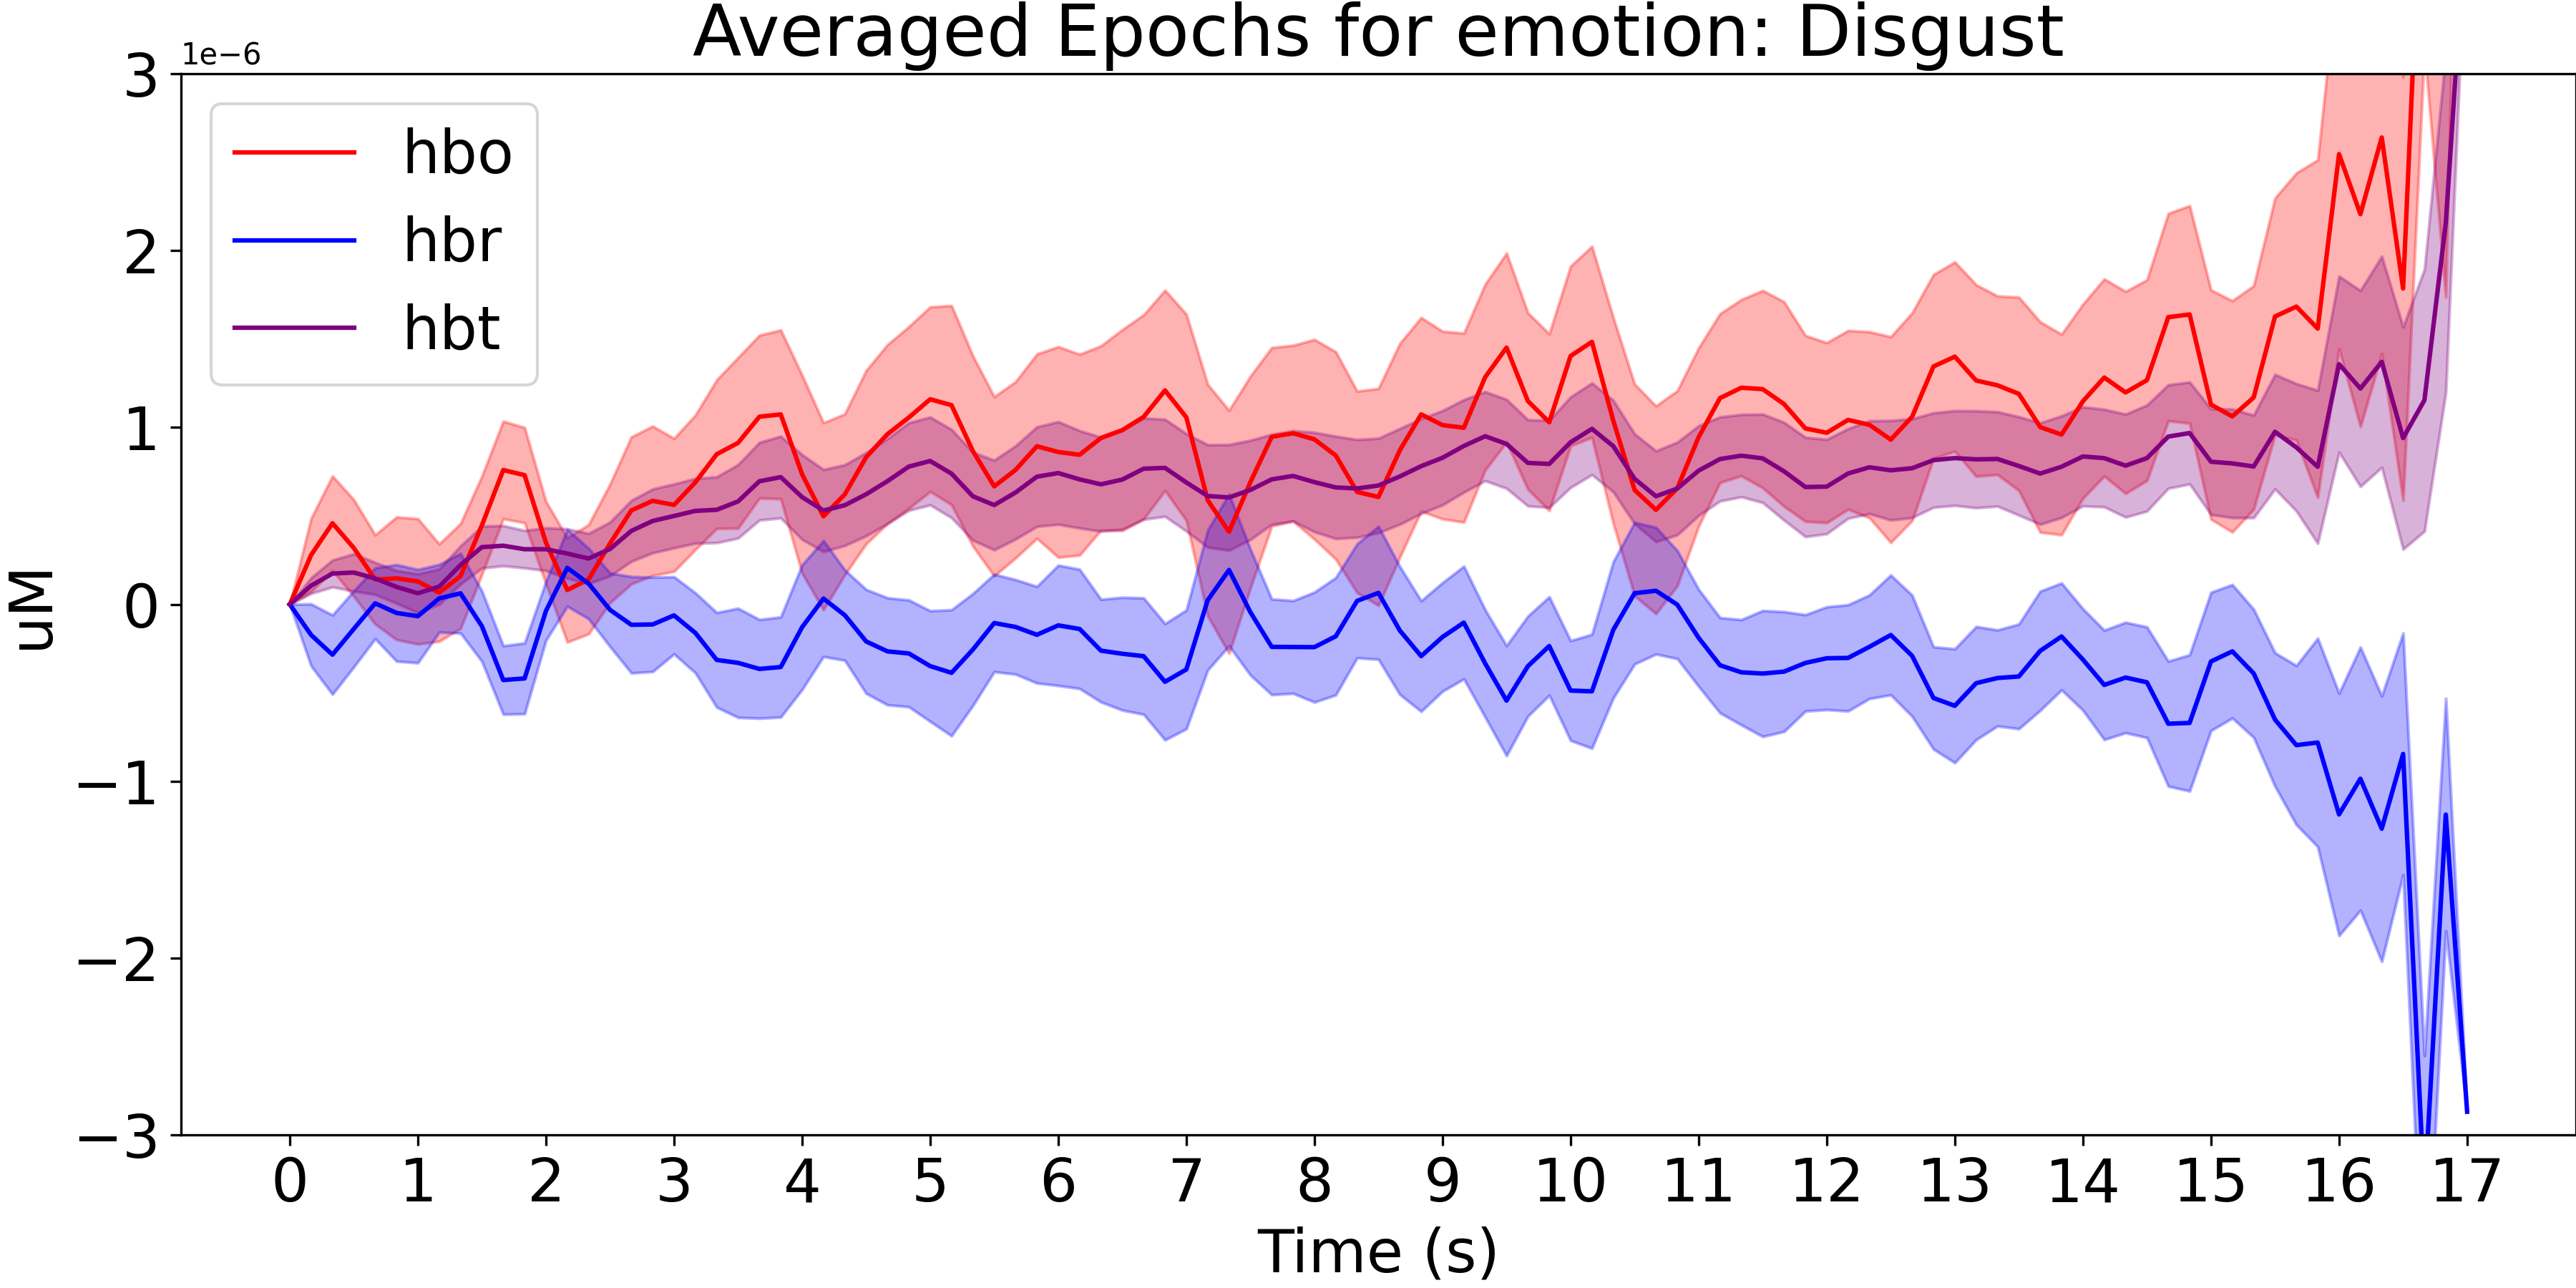 Averaged Epochs for emotion: Disgust
1e−6
3
2
1
0
−1
−2
−3
uM
hbo
hbr
hbt
0 1 2 3 4 5 6 7 8 9 10 11 12 13 14 15 16 17
Time (s)